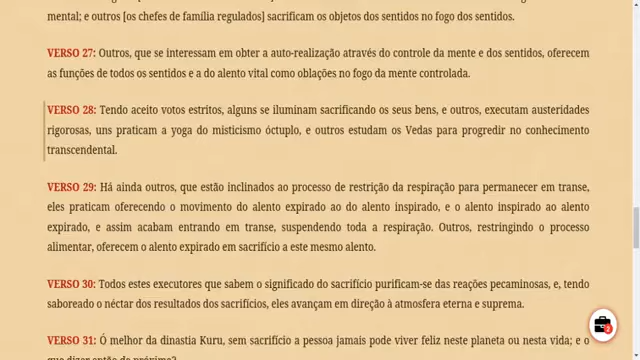 mental; e outros [os chefes de família regulados] sacrificam os objetos dos sentidos no fogo dos sentidos.
VERSO 27: Outros, que se interessam em obter a auto-realização através do controle da mente e dos sentidos, oferecem
as funções de todos os sentidos e a do alento vital como oblações no fogo da mente controlada.
VERSO 28: Tendo aceito votos estritos, alguns se iluminam sacrificando os seus bens, e outros, executam austeridades
rigorosas, uns praticam a yoga do misticismo óctuplo, e outros estudam os Vedas para progredir no conhecimento
transcendental.
VERSO 29: Há ainda outros, que estão inclinados ao processo de restrição da respiração para permanecer em transe,
eles praticam oferecendo o movimento do alento expirado ao do alento inspirado, e o alento inspirado ao alento
expirado, e assim acabam entrando em transe, suspendendo toda a respiração. Outros, restringindo o processo
alimentar, oferecem o alento expirado em sacrifício a este mesmo alento.
VERSO 30: Todos estes executores que sabem o significado do sacrifício purificam-se das reações pecaminosas, e, tendo
saboreado o néctar dos resultados dos sacrifícios, eles avançam em direção à atmosfera eterna e suprema.
VERSO 31: Ó melhor da dinastia Kuru, sem sacrifício a pessoa jamais pode viver feliz neste planeta ou nesta vida; e o
que dizer então da próxima?